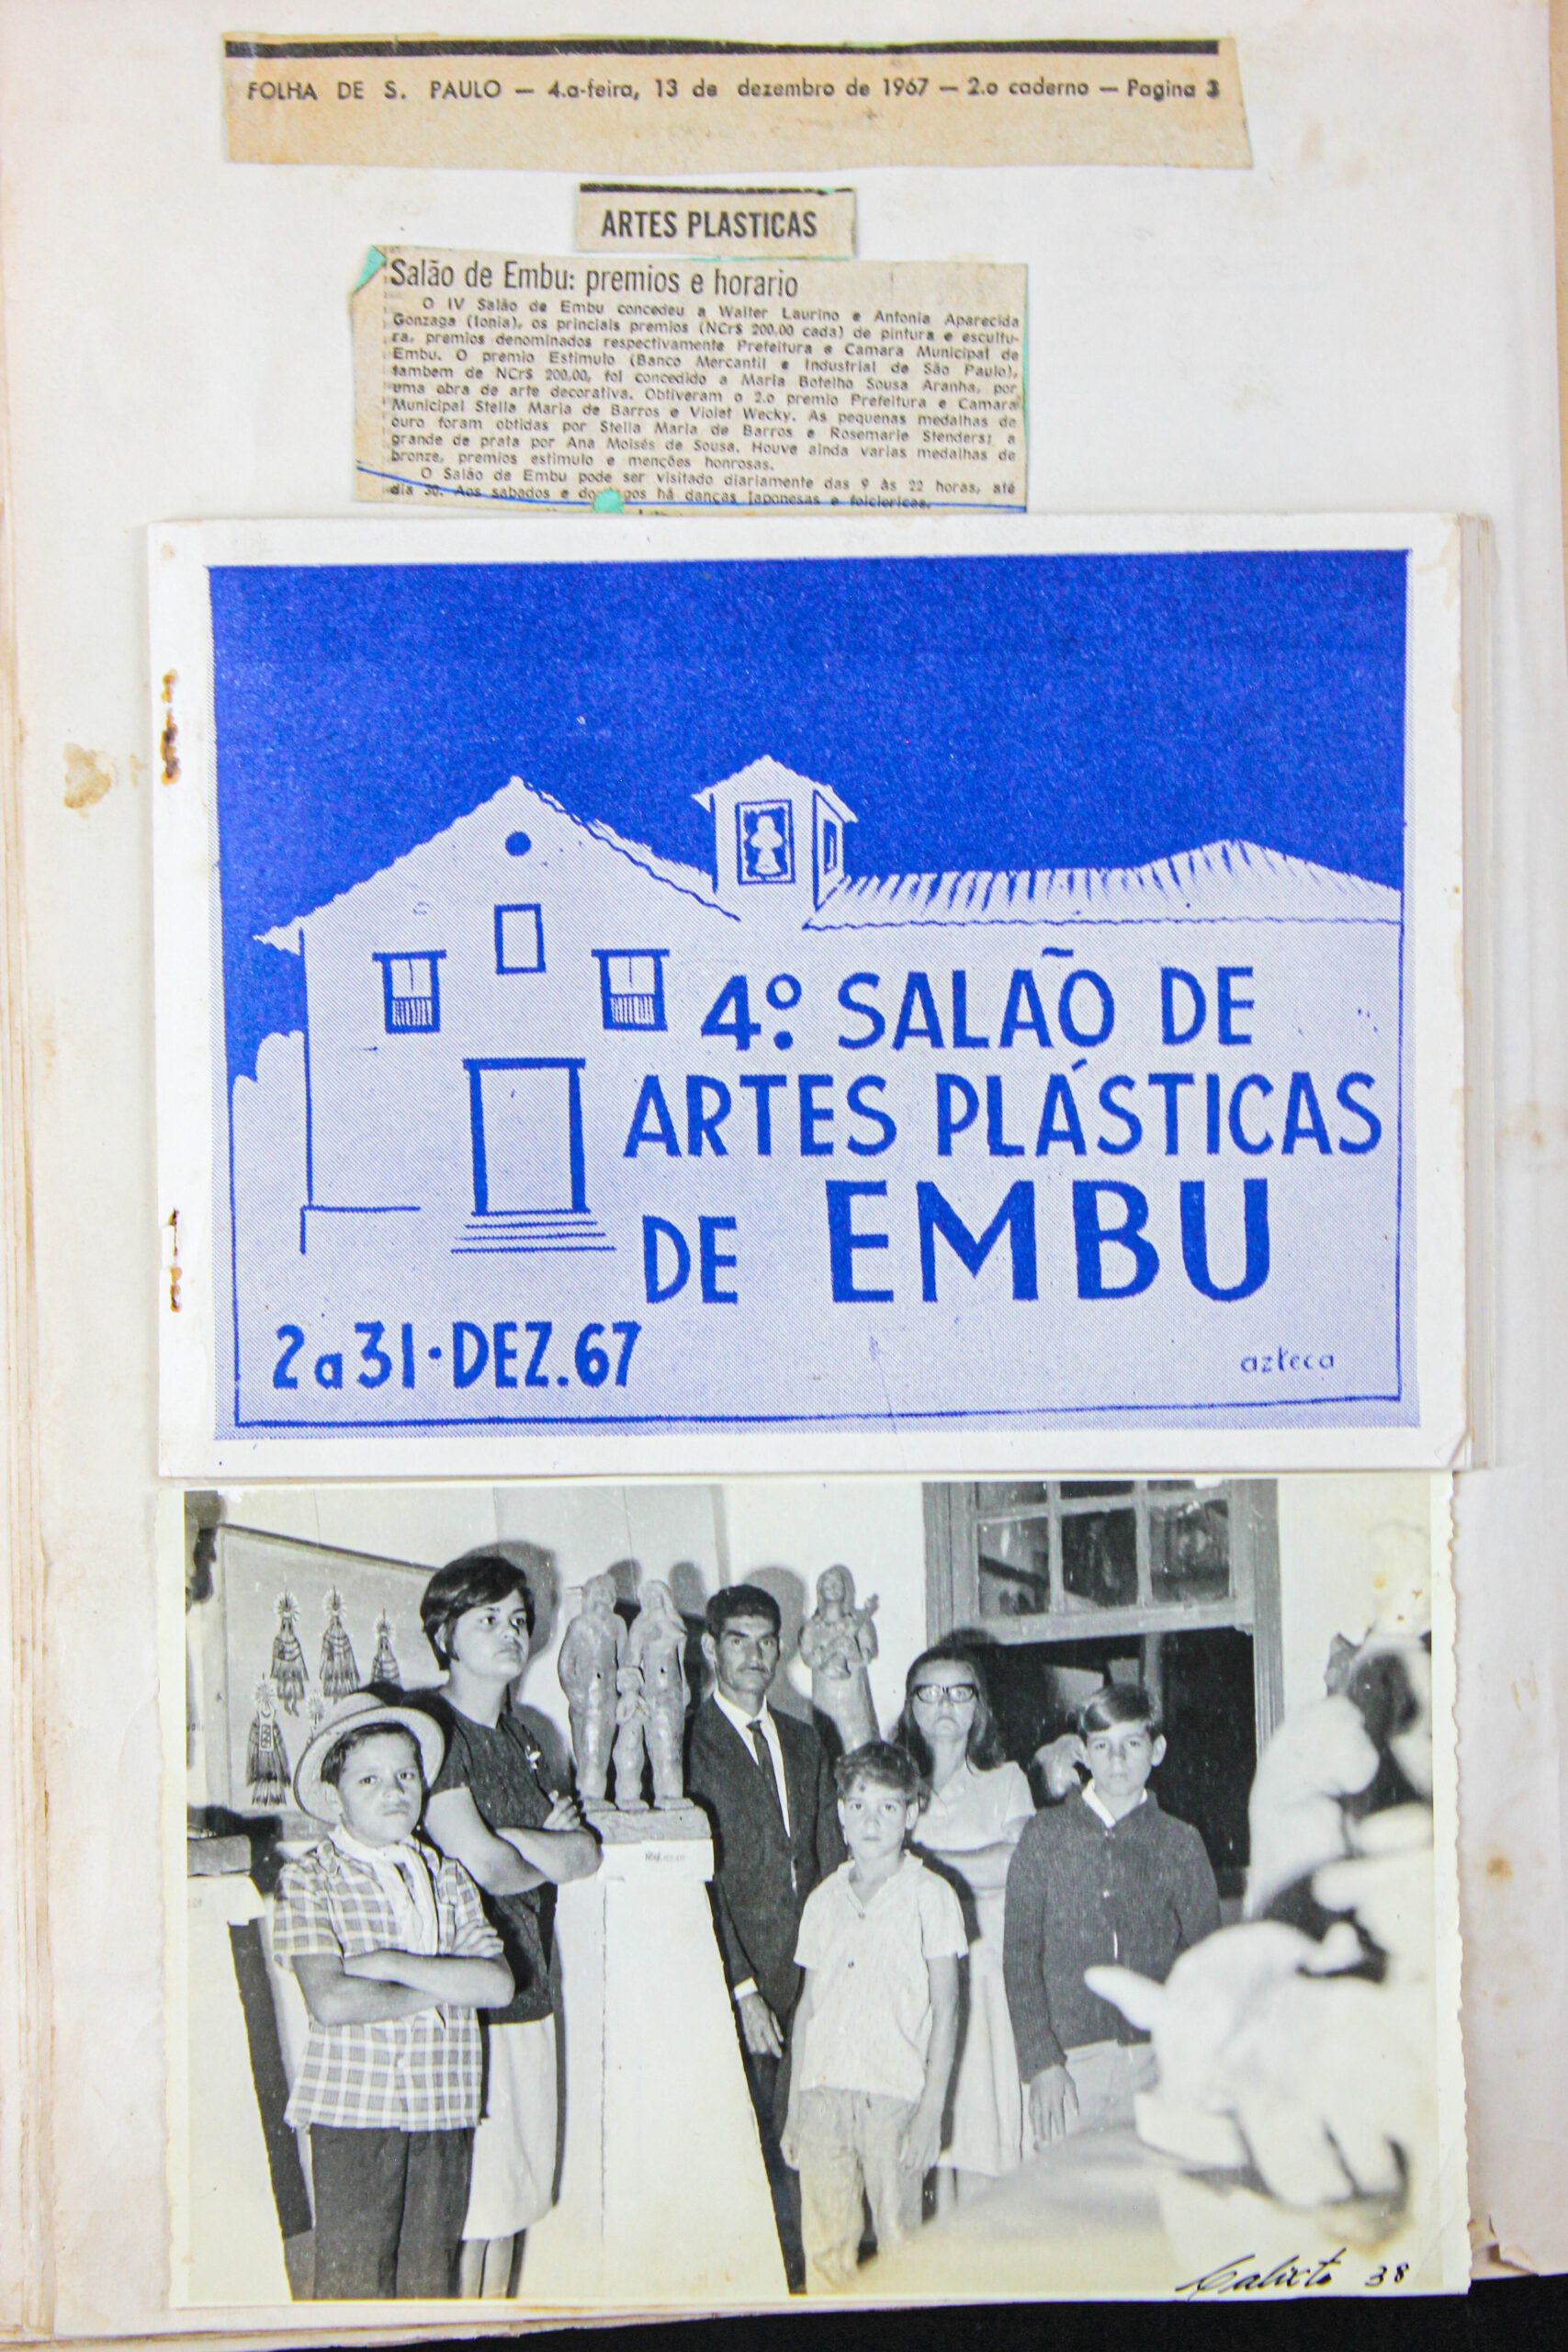 FOLHA DE S. PAULO — 4.a-feira, 13 de dezembro de 1967 — 2.o caderno — Pagina 3
ARTES PLASTICAS
Salão de Embu: premios e horario
O IV Salão de Embu concedeu a Walter Laurino e Antonia Aparecida
Gonzaga (Ionia), os princiais premios (NCr$ 200,00 cada) de pintura e escultu-
ra, premios denominados respectivamente Prefeitura e Camara Municipal de
Embu. O premio Estimulo (Banco Mercantil e Industrial de São Paulo),
tambem de NCr$ 200,00, foi concedido a Maria Botelho Sousa Aranha, por
uma obra de arte decorativa. Obtiveram o 2.o premio Prefeitura e Camara
Municipal Stella Maria de Barros e Violet Wecky. As pequenas medalhas de
ouro foram obtidas por Stella Maria de Barros e Rosemarie Stenders; a
grande de prata por Ana Moisés de Sousa. Houve ainda varias medalhas de
bronze, premios estimulo e menções honrosas.
O Salão de Embu pode ser visitado diariamente das 9 às 22 horas, até
dia 30. Aos sabados e do gos há danças japonesas e folcloricas.
4º SALÃO DE
ARTES PLÁSTICAS
DE EMBU
2a31·DEZ.67
azteca
Calixto 38